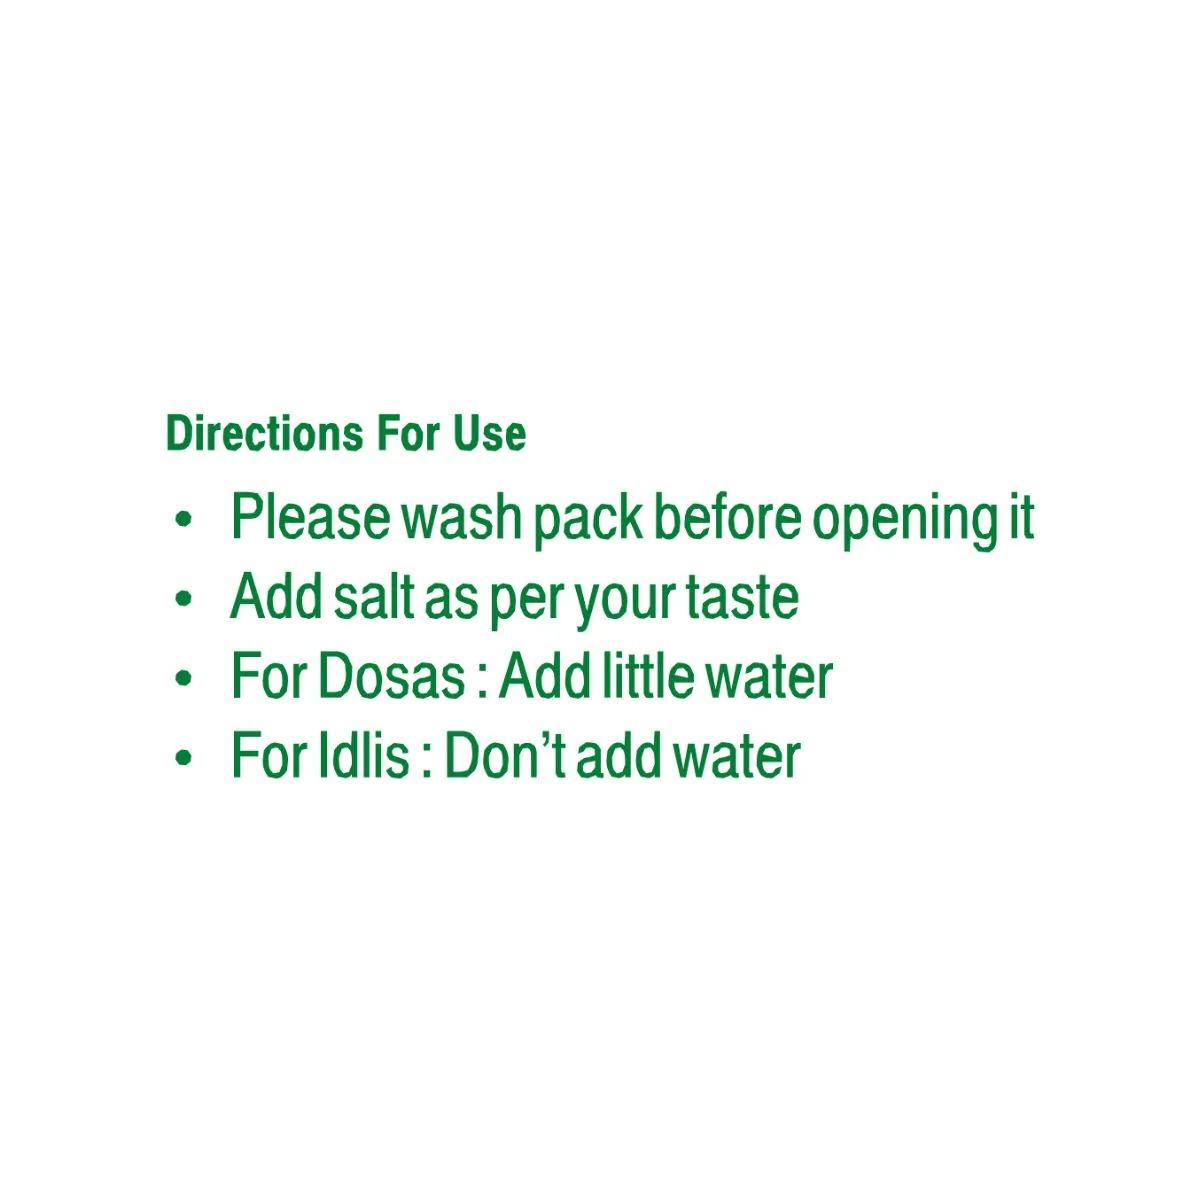 Directions For Use
• Please wash pack before opening it
• Add salt as per your taste
• For Dosas : Add little water
• For Idlis : Don’t add water